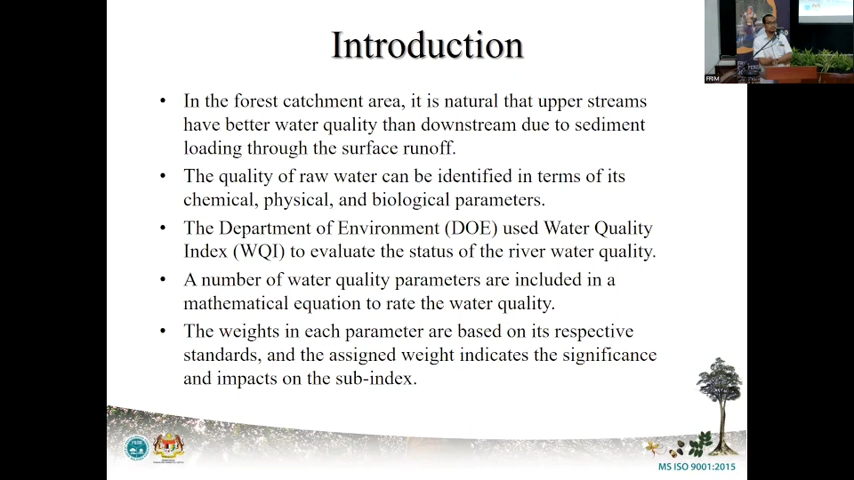 Introduction
FRIM
• In the forest catchment area, it is natural that upper streams
have better water quality than downstream due to sediment
loading through the surface runoff.
• The quality of raw water can be identified in terms of its
chemical, physical, and biological parameters.
• The Department of Environment (DOE) used Water Quality
Index (WQI) to evaluate the status of the river water quality.
• A number of water quality parameters are included in a
mathematical equation to rate the water quality.
• The weights in each parameter are based on its respective
standards, and the assigned weight indicates the significance
and impacts on the sub-index.
MS ISO 9001:2015